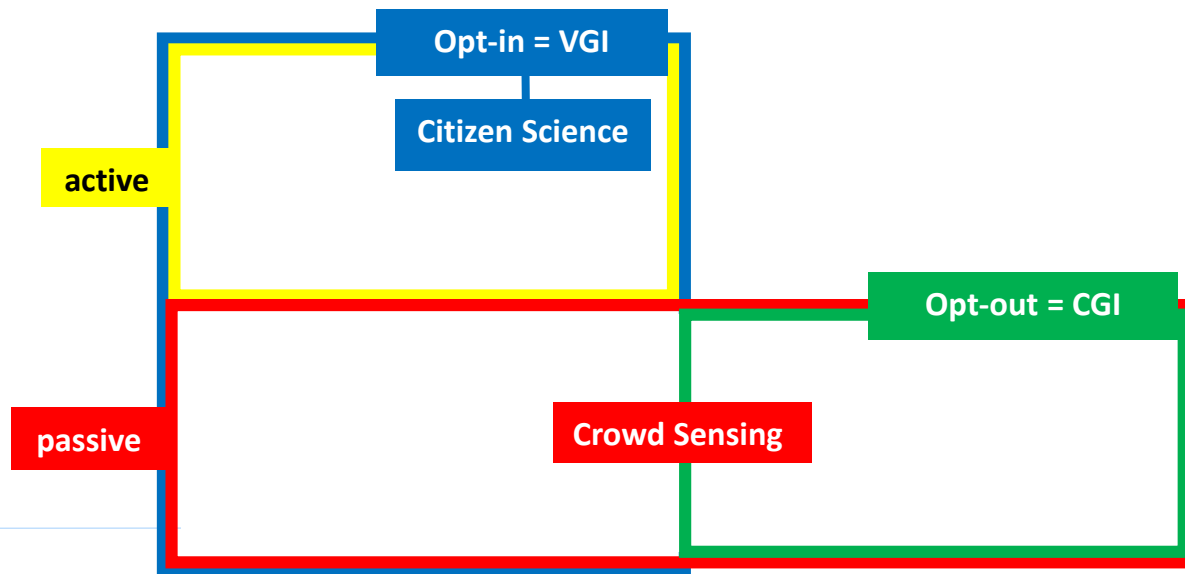 Opt-in = VGI
Citizen Science
active
Opt-out = CGI
passive
Crowd Sensing